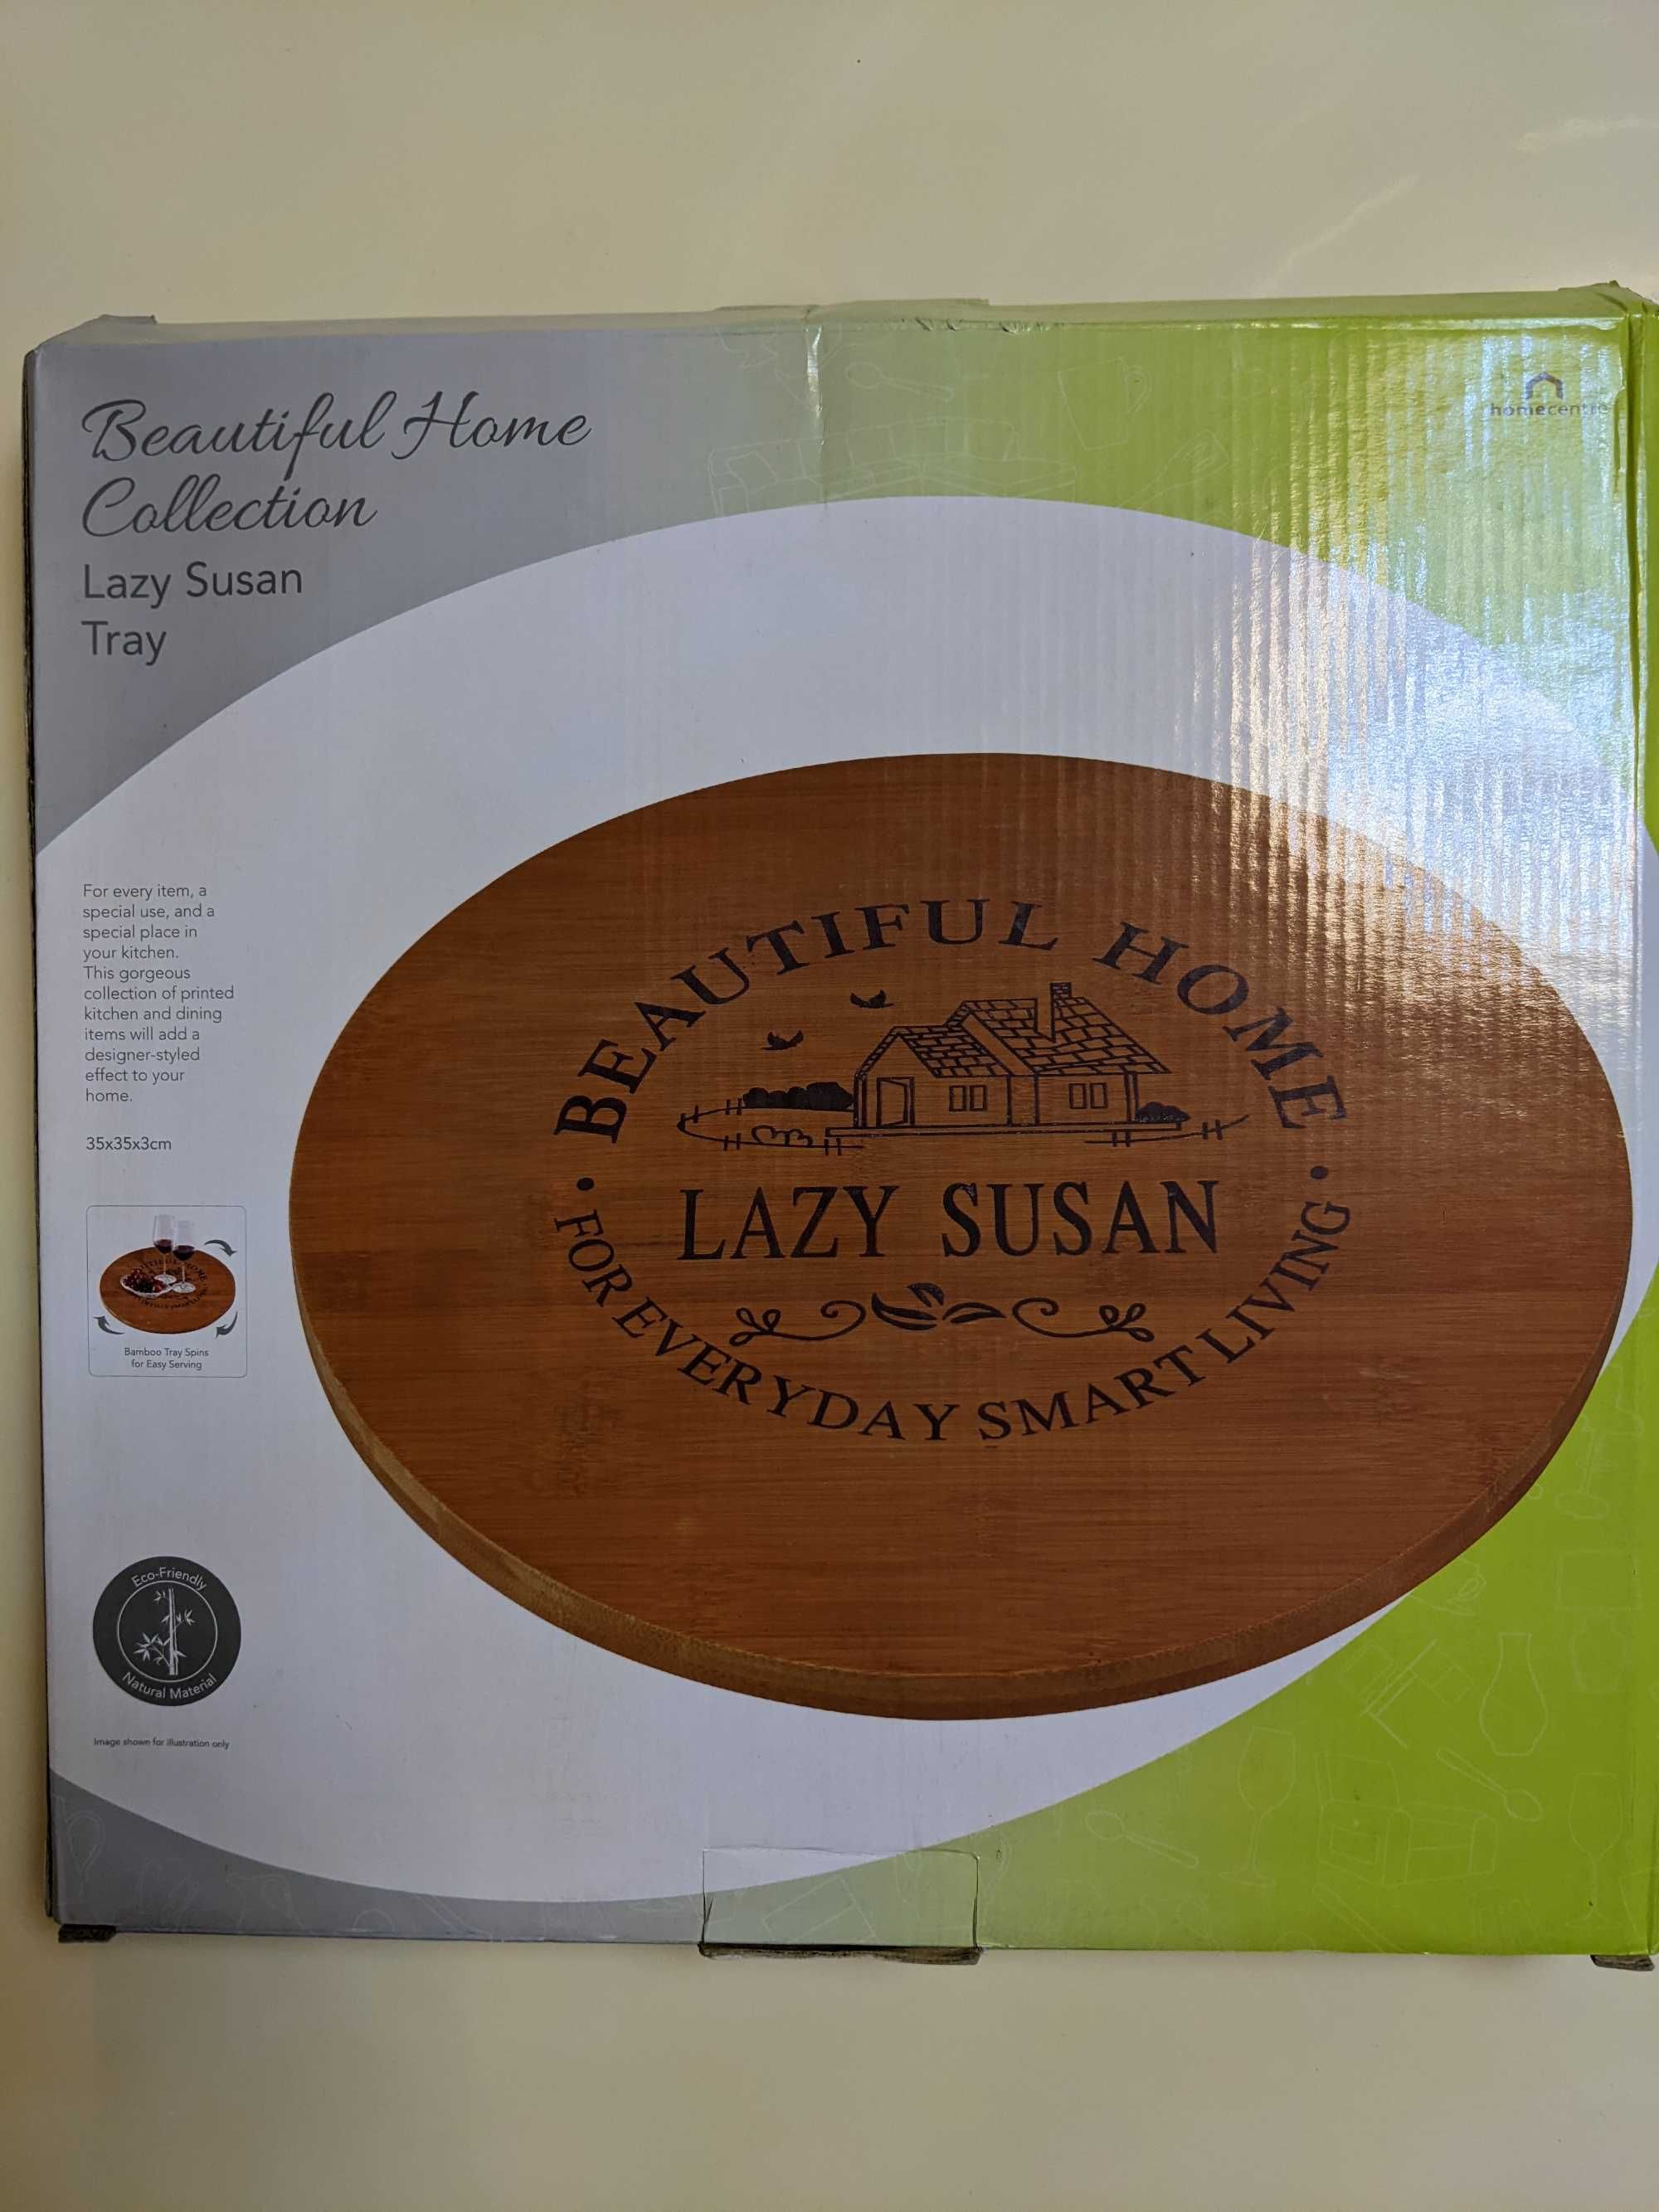 Beautiful Home
Collection
Lazy Susan
Tray
homecentre
For every item, a
special use, and a
special place in
your kitchen.
This gorgeous
collection of printed
kitchen and dining
items will add a
designer-styled
effect to your
home.
35x35x3cm
Bamboo Tray Spins
for Easy Serving
Eco-Friendly
Natural Material
Image shown for illustration only
BEAUTIFUL HOME
LAZY SUSAN
• FOR EVERYDAY SMART LIVING •